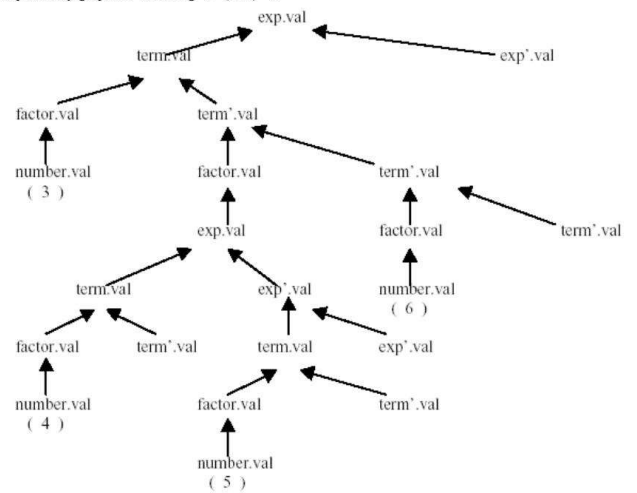 exp.val
term.val exp’.val
factor.val term’.val
number.val factor.val term’.val
( 3 )
exp.val factor.val term’.val
term.val exp’.val number.val
( 6 )
factor.val term’.val term.val exp’.val
number.val factor.val term’.val
( 4 )
number.val
( 5 )